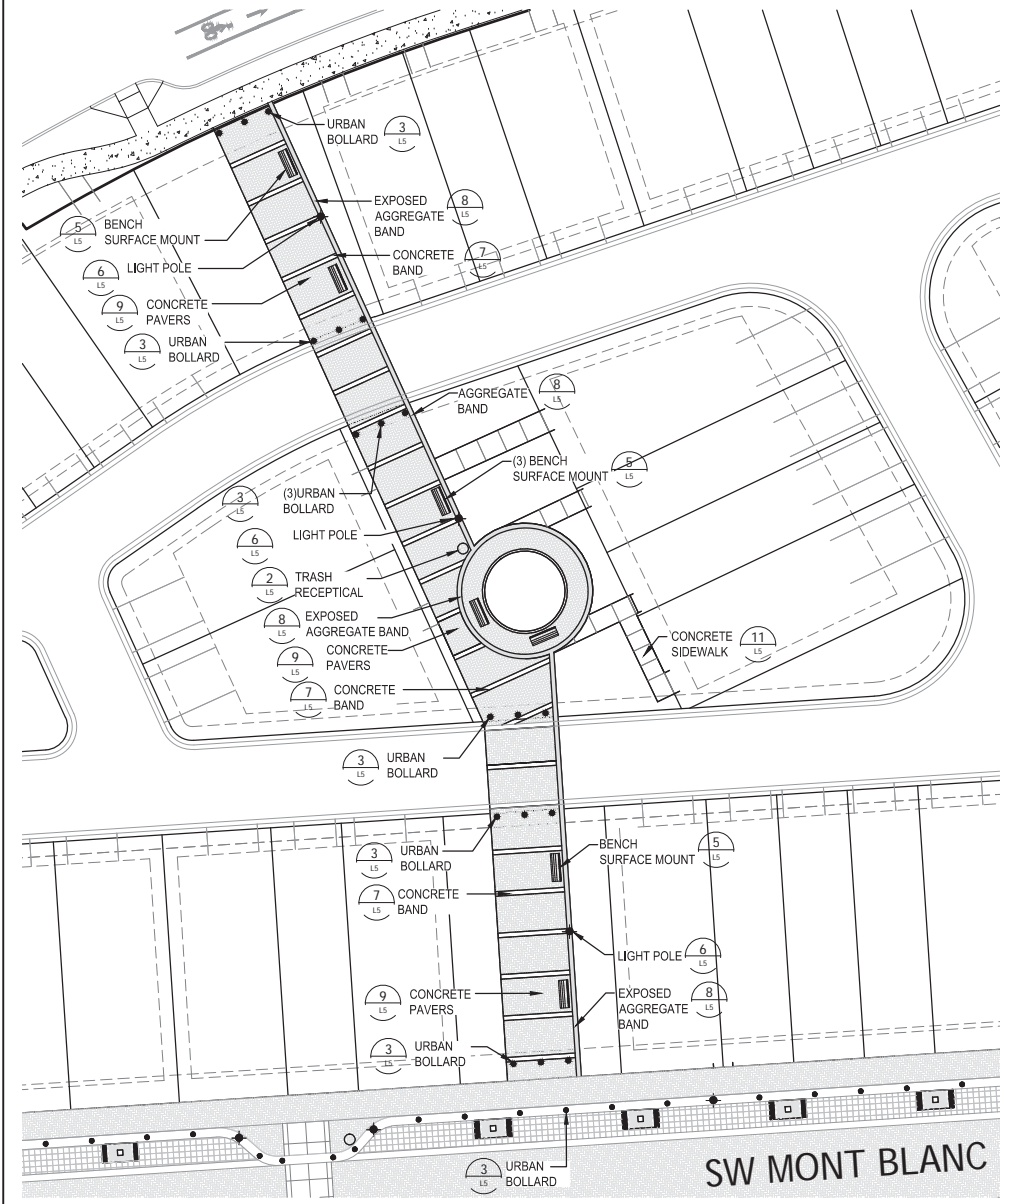 URBAN
BOLLARD
3
L5
EXPOSED
AGGREGATE
BAND
8
L5
5
L5
BENCH
SURFACE MOUNT
CONCRETE
BAND
7
L5
6
L5
LIGHT POLE
9
L5
CONCRETE
PAVERS
3
L5
URBAN
BOLLARD
AGGREGATE
BAND
8
L5
(3) BENCH
SURFACE MOUNT
5
L5
3
L5
(3)URBAN
BOLLARD
6
L5
LIGHT POLE
2
L5
TRASH
RECEPTICAL
8
L5
EXPOSED
AGGREGATE BAND
9
L5
CONCRETE
PAVERS
CONCRETE
SIDEWALK
11
L5
7
L5
CONCRETE
BAND
3
L5
URBAN
BOLLARD
3
L5
URBAN
BOLLARD
BENCH
SURFACE MOUNT
5
L5
7
L5
CONCRETE
BAND
LIGHT POLE
6
L5
9
L5
CONCRETE
PAVERS
EXPOSED
AGGREGATE
BAND
8
L5
3
L5
URBAN
BOLLARD
3
L5
URBAN
BOLLARD
SW MONT BLANC